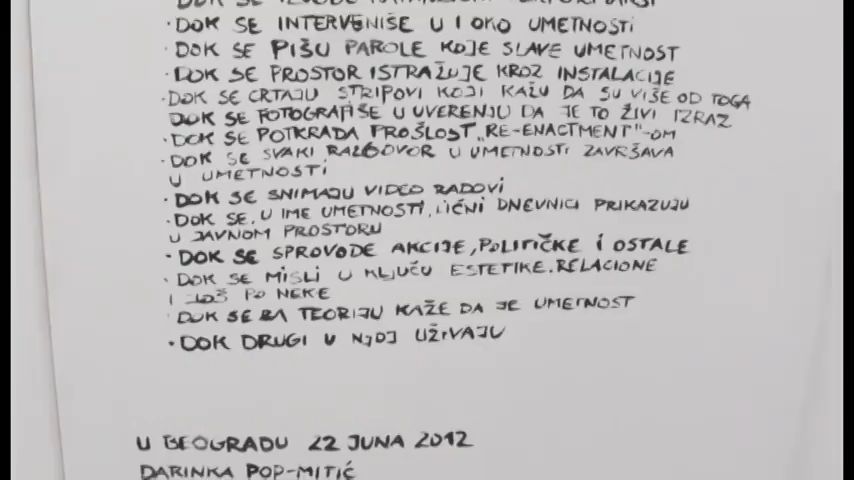 DOK SE
· DOK SE INTERVENIŠE U I OKO UMETNOSTI
· DOK SE PIŠU PAROLE KOJE SLAVE UMETNOST
· DOK SE PROSTOR ISTRAŽUJE KROZ INSTALACIJE
· DOK SE CRTAJU STRIPOVI KOJI KAŽU DA SU VIŠE OD TOGA
DOK SE FOTOGRAFIŠE U UVERENJU DA JE TO ŽIVI IZRAZ
· DOK SE POTKRADA PROŠLOST „RE-ENACTMENT"-OM
· DOK SE SVAKI RAZGOVOR U UMETNOSTI ZAVRŠAVA
U UMETNOSTI
· DOK SE SNIMAJU VIDEO RADOVI
· DOK SE, U IME UMETNOSTI, LIČNI DNEVNICI PRIKAZUJU
U JAVNOM PROSTORU
· DOK SE SPROVODE AKCIJE, POLITIČKE I OSTALE
· DOK SE MISLI U KLJUČU ESTETIKE. RELACIONE
I JOŠ PO NEKE
· DOK SE ZA TEORIJU KAŽE DA JE UMETNOST
· DOK DRUGI U NJOJ UŽIVAJU
U BEOGRADU 22 JUNA 2012
DARINKA POP-MITIĆ